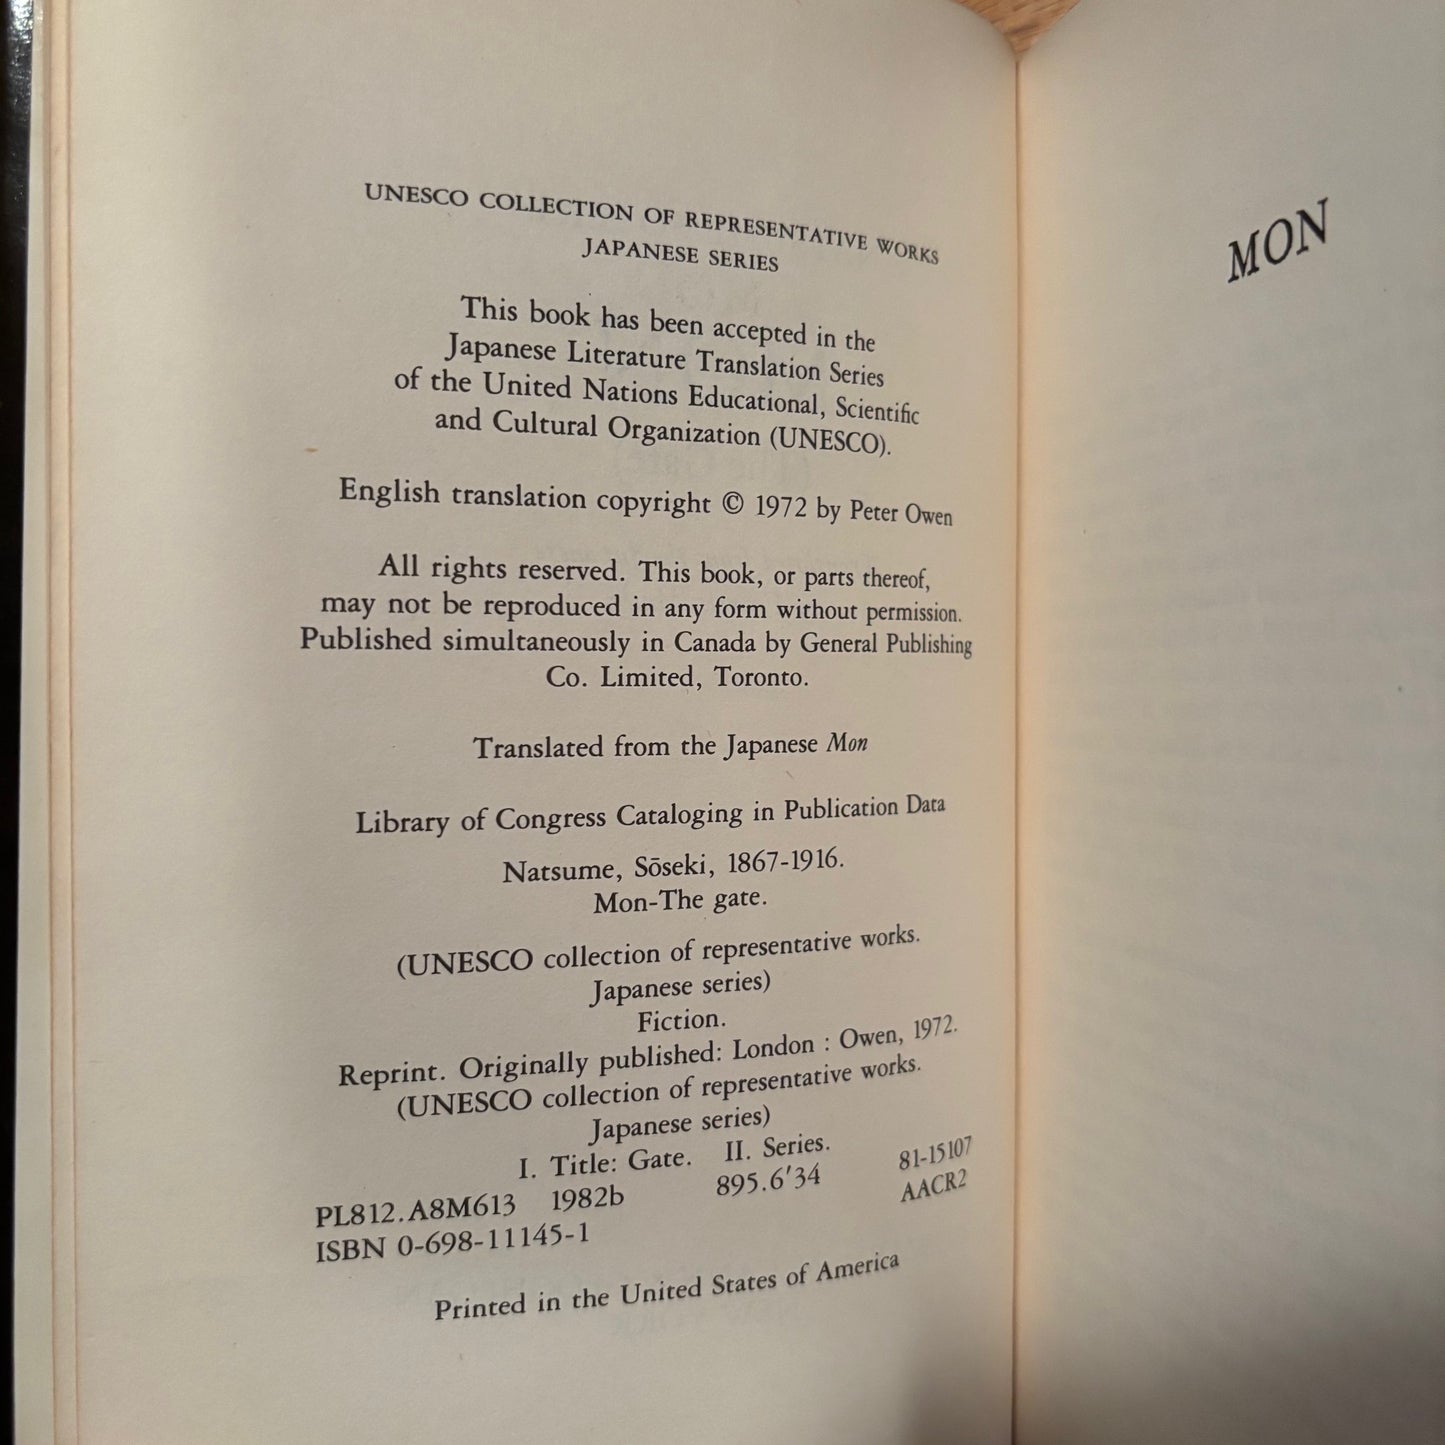 UNESCO COLLECTION OF REPRESENTATIVE WORKS
JAPANESE SERIES
This book has been accepted in the
Japanese Literature Translation Series
of the United Nations Educational, Scientific
and Cultural Organization (UNESCO).
English translation copyright © 1972 by Peter Owen
All rights reserved. This book, or parts thereof,
may not be reproduced in any form without permission.
Published simultaneously in Canada by General Publishing
Co. Limited, Toronto.
Translated from the Japanese Mon
Library of Congress Cataloging in Publication Data
Natsume, Sōseki, 1867-1916.
Mon-The gate.
(UNESCO collection of representative works.
Japanese series)
Fiction.
Reprint. Originally published: London : Owen, 1972.
(UNESCO collection of representative works.
Japanese series)
I. Title: Gate. II. Series.
PL812.A8M613 1982b 895.6'34 81-15107
AACR2
ISBN 0-698-11145-1
Printed in the United States of America
MON